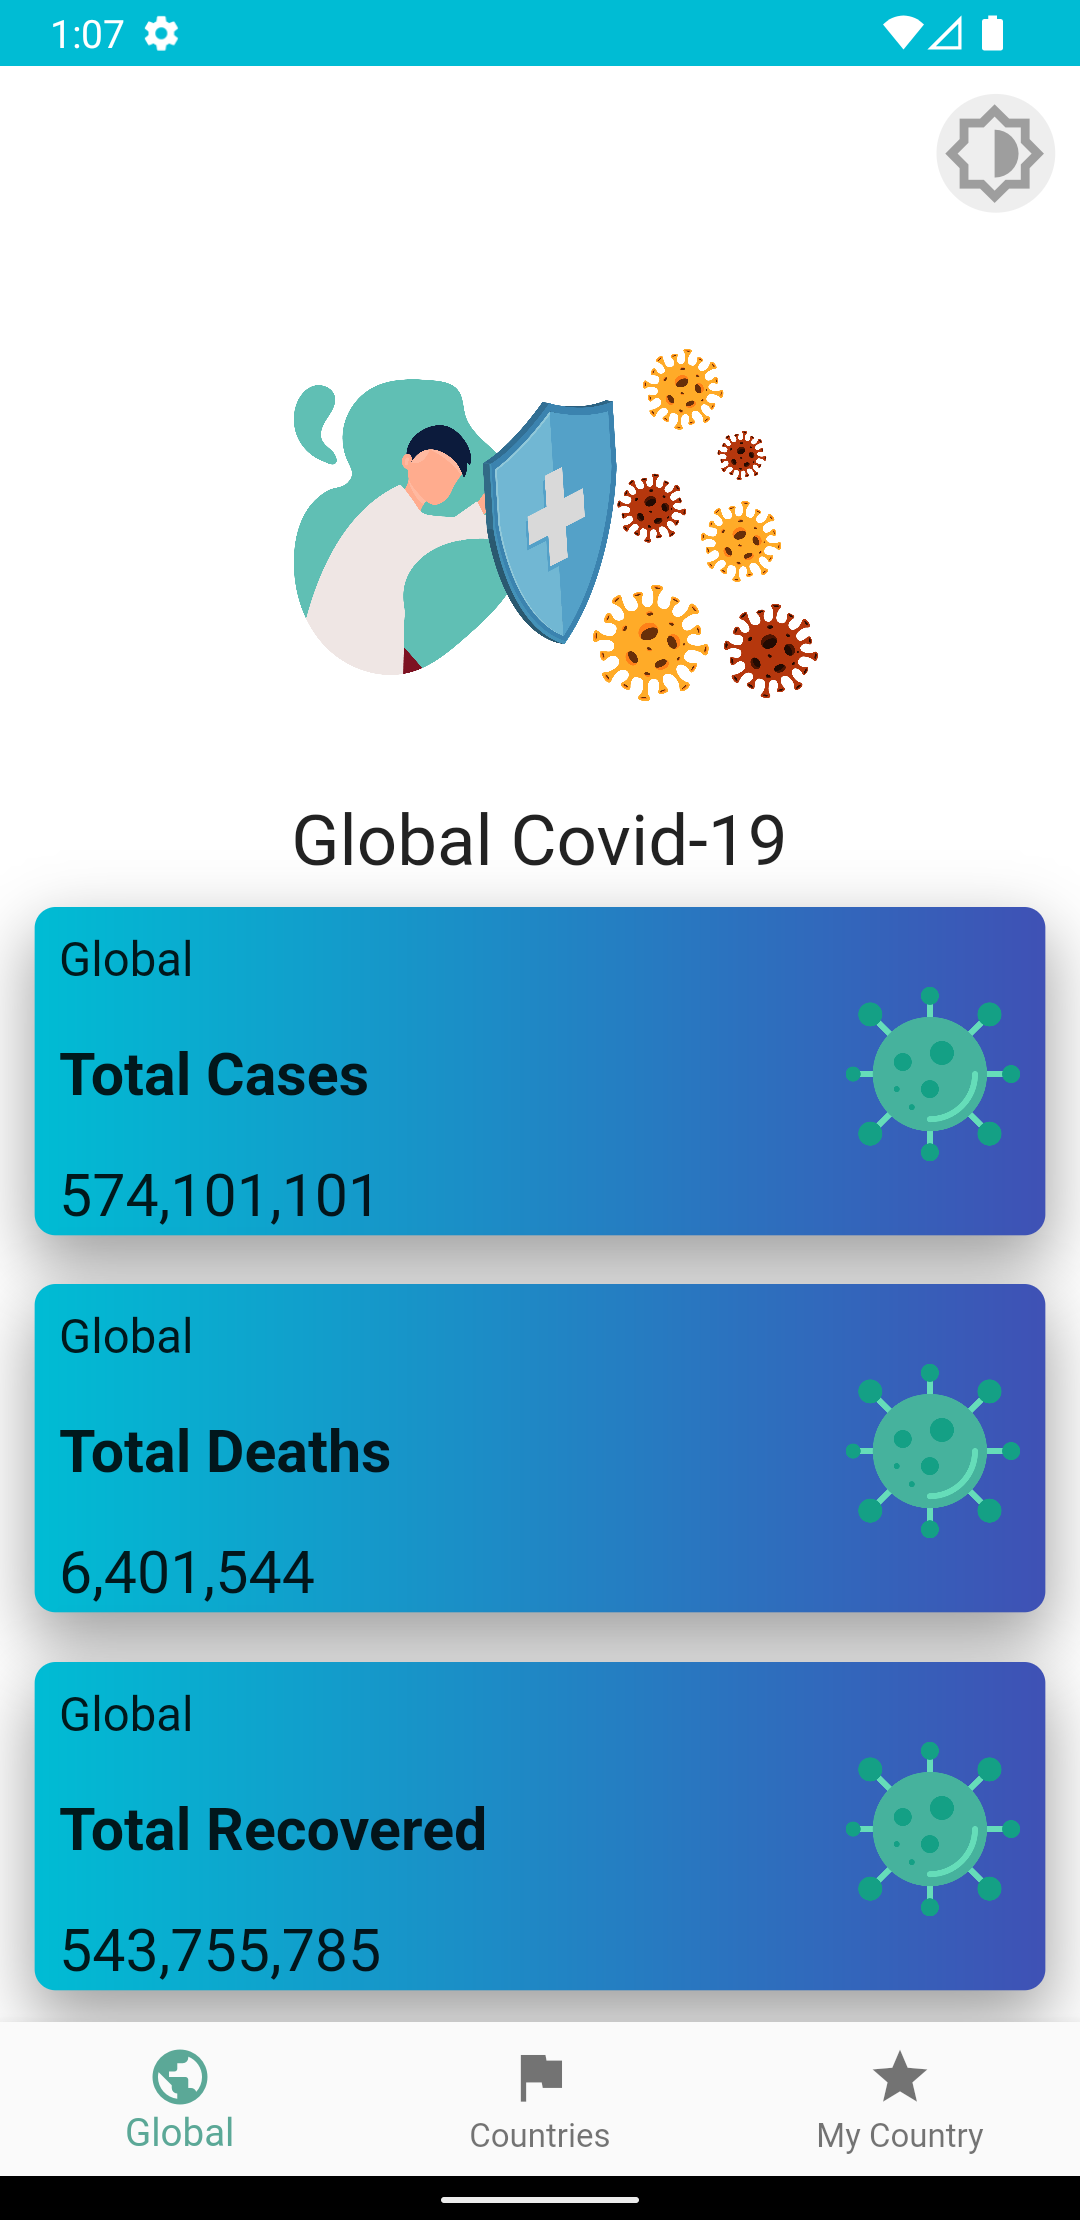 1:07
Global Covid-19
Global
Total Cases
574,101,101
Global
Total Deaths
6,401,544
Global
Total Recovered
543,755,785
Global
Countries
My Country